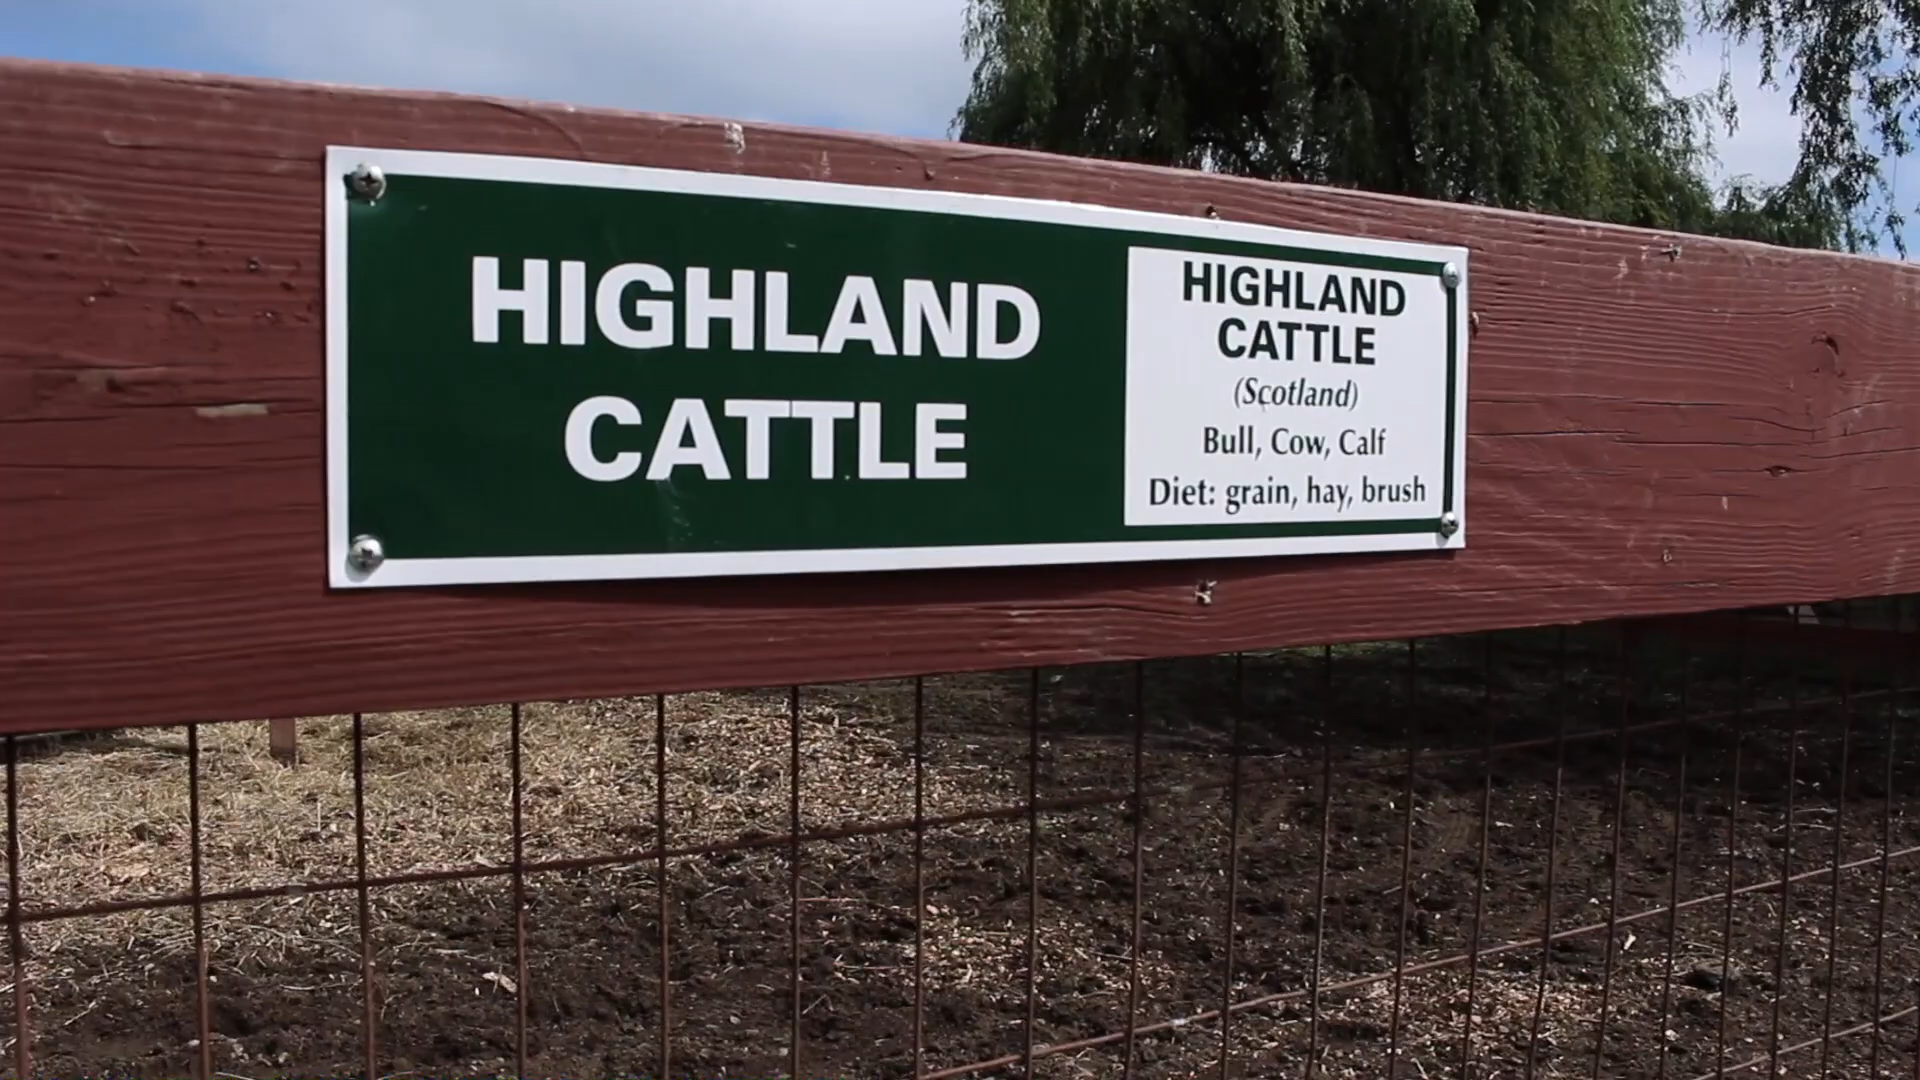 HIGHLAND
CATTLE
HIGHLAND
CATTLE
(Scotland)
Bull, Cow, Calf
Diet: grain, hay, brush